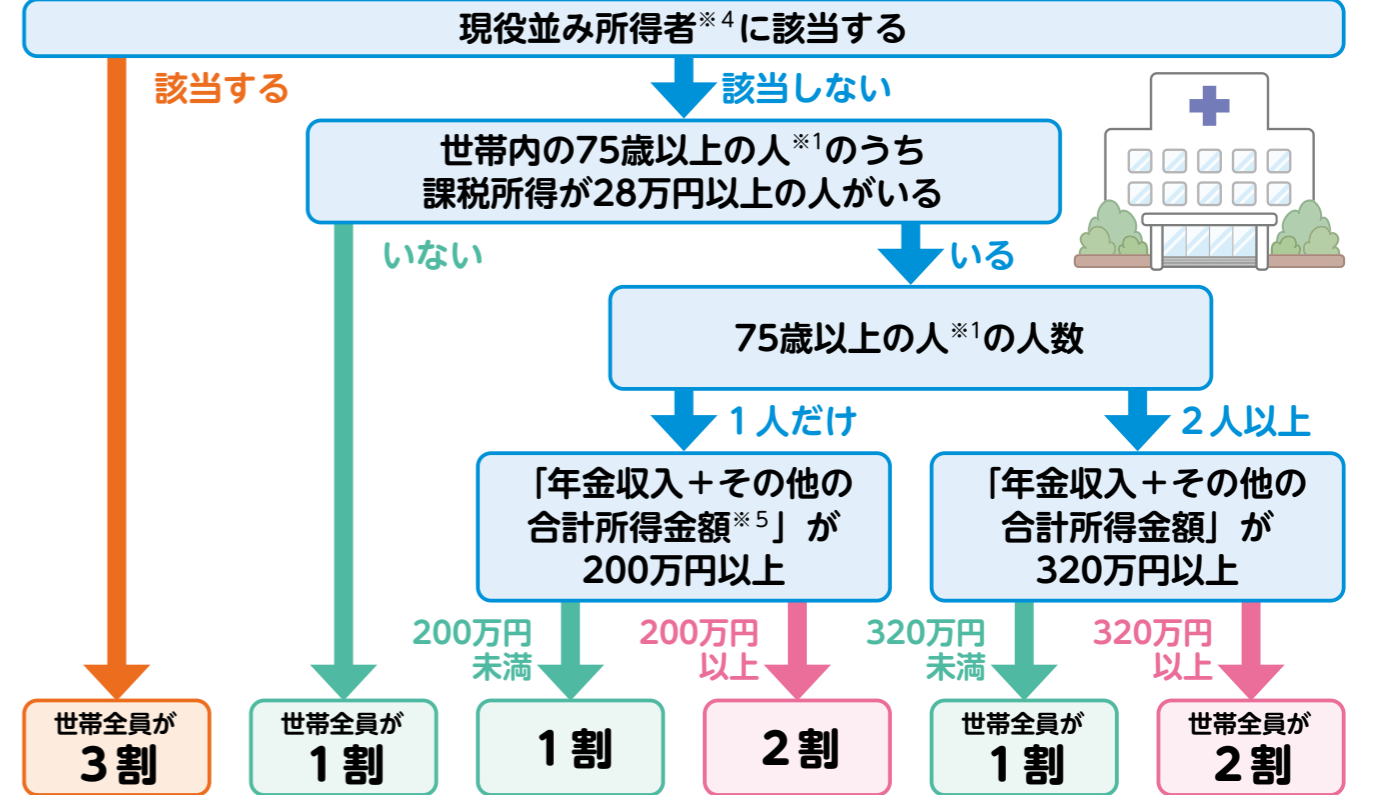 現役並み所得者※4に該当する
該当する
該当しない
世帯内の75歳以上の人※1のうち
課税所得が28万円以上の人がいる
いない
いる
75歳以上の人※1の人数
1人だけ
2人以上
「年金収入＋その他の
合計所得金額※5」が
200万円以上
「年金収入＋その他の
合計所得金額」が
320万円以上
200万円
未満
200万円
以上
320万円
未満
320万円
以上
世帯全員が
3割
世帯全員が
1割
1割
2割
世帯全員が
1割
世帯全員が
2割